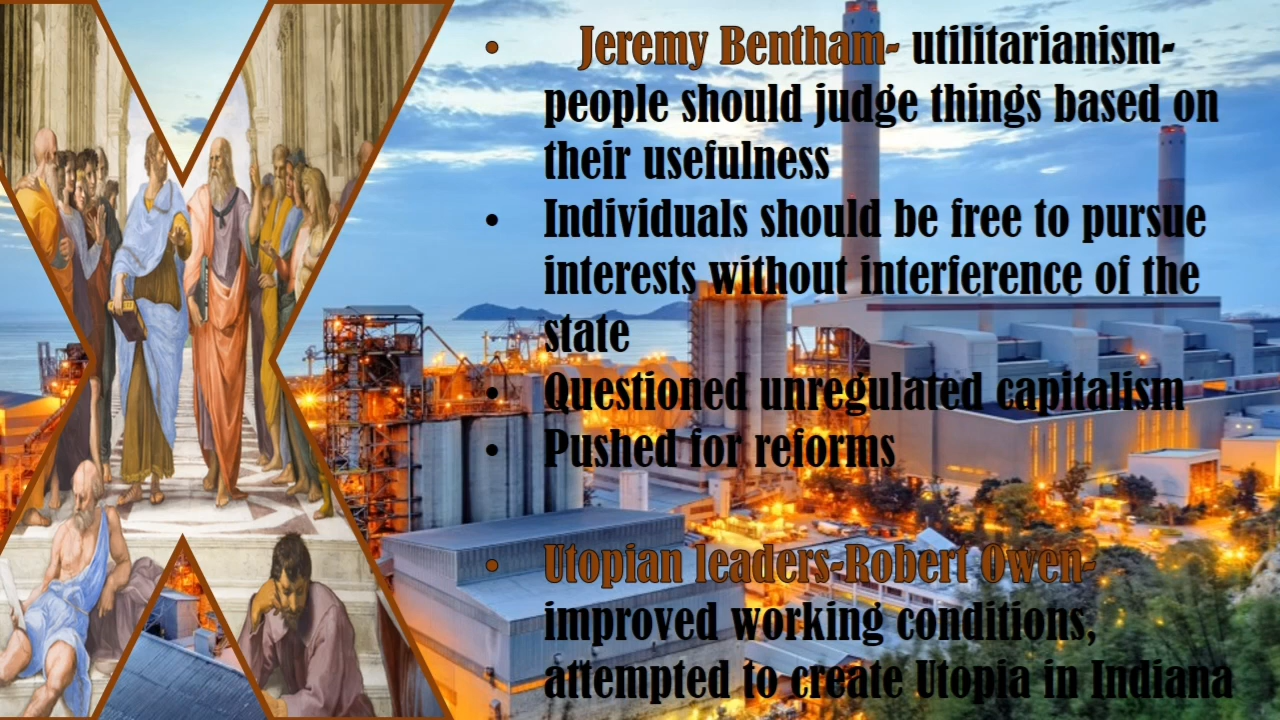 • Jeremy Bentham- utilitarianism-
people should judge things based on
their usefulness
• Individuals should be free to pursue
interests without interference of the
state
• Questioned unregulated capitalism
• Pushed for reforms
• Utopian leaders-Robert Owen-
improved working conditions,
attempted to create Utopia in Indiana